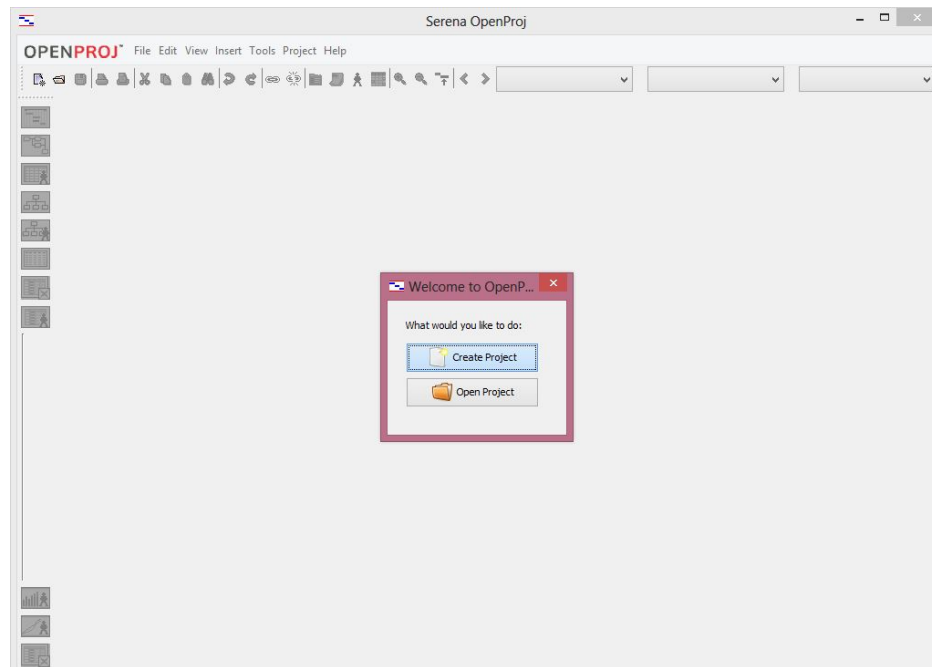 Serena OpenProj
OPENPROJ File Edit View Insert Tools Project Help
Welcome to OpenP...
What would you like to do:
Create Project
Open Project